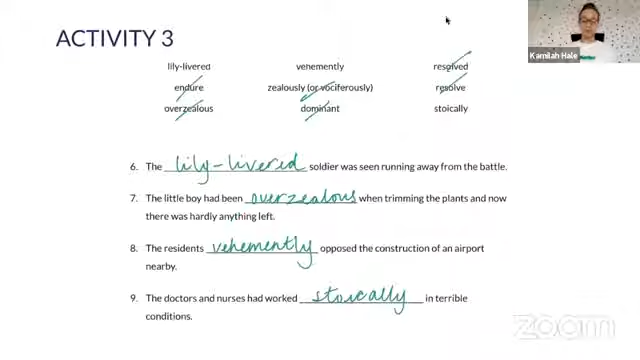 ACTIVITY 3
lily-livered venemently resolved
endure zealously (or vociferously) resolve
overzealous dominant stoically
6. The lily-livered soldier was seen running away from the battle.
7. The little boy had been overzealous when trimming the plants and now
there was hardly anything left.
8. The residents vehemently opposed the construction of an airport
nearby.
9. The doctors and nurses had worked stoically in terrible
conditions.
Kamilah Hale
zoom